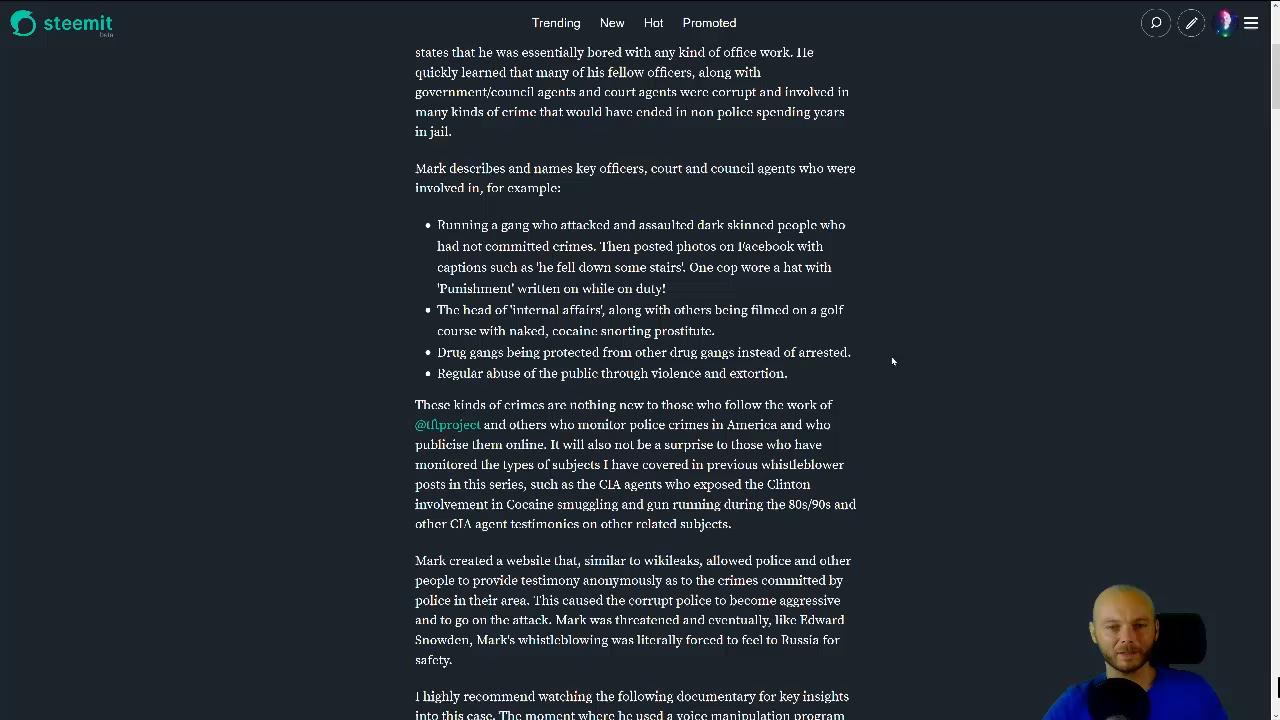 steemit
beta
Trending New Hot Promoted
states that he was essentially bored with any kind of office work. He
quickly learned that many of his fellow officers, along with
government/council agents and court agents were corrupt and involved in
many kinds of crime that would have ended in non police spending years
in jail.
Mark describes and names key officers, court and council agents who were
involved in, for example:
Running a gang who attacked and assaulted dark skinned people who
had not committed crimes. Then posted photos on Facebook with
captions such as 'he fell down some stairs'. One cop wore a hat with
'Punishment' written on while on duty!
The head of 'internal affairs', along with others being filmed on a golf
course with naked, cocaine snorting prostitute.
Drug gangs being protected from other drug gangs instead of arrested.
Regular abuse of the public through violence and extortion.
These kinds of crimes are nothing new to those who follow the work of
@tftproject and others who monitor police crimes in America and who
publicise them online. It will also not be a surprise to those who have
monitored the types of subjects I have covered in previous whistleblower
posts in this series, such as the CIA agents who exposed the Clinton
involvement in Cocaine smuggling and gun running during the 80s/90s and
other CIA agent testimonies on other related subjects.
Mark created a website that, similar to wikileaks, allowed police and other
people to provide testimony anonymously as to the crimes committed by
police in their area. This caused the corrupt police to become aggressive
and to go on the attack. Mark was threatened and eventually, like Edward
Snowden, Mark's whistleblowing was literally forced to feel to Russia for
safety.
I highly recommend watching the following documentary for key insights
into this case. The moment where he used a voice manipulation program